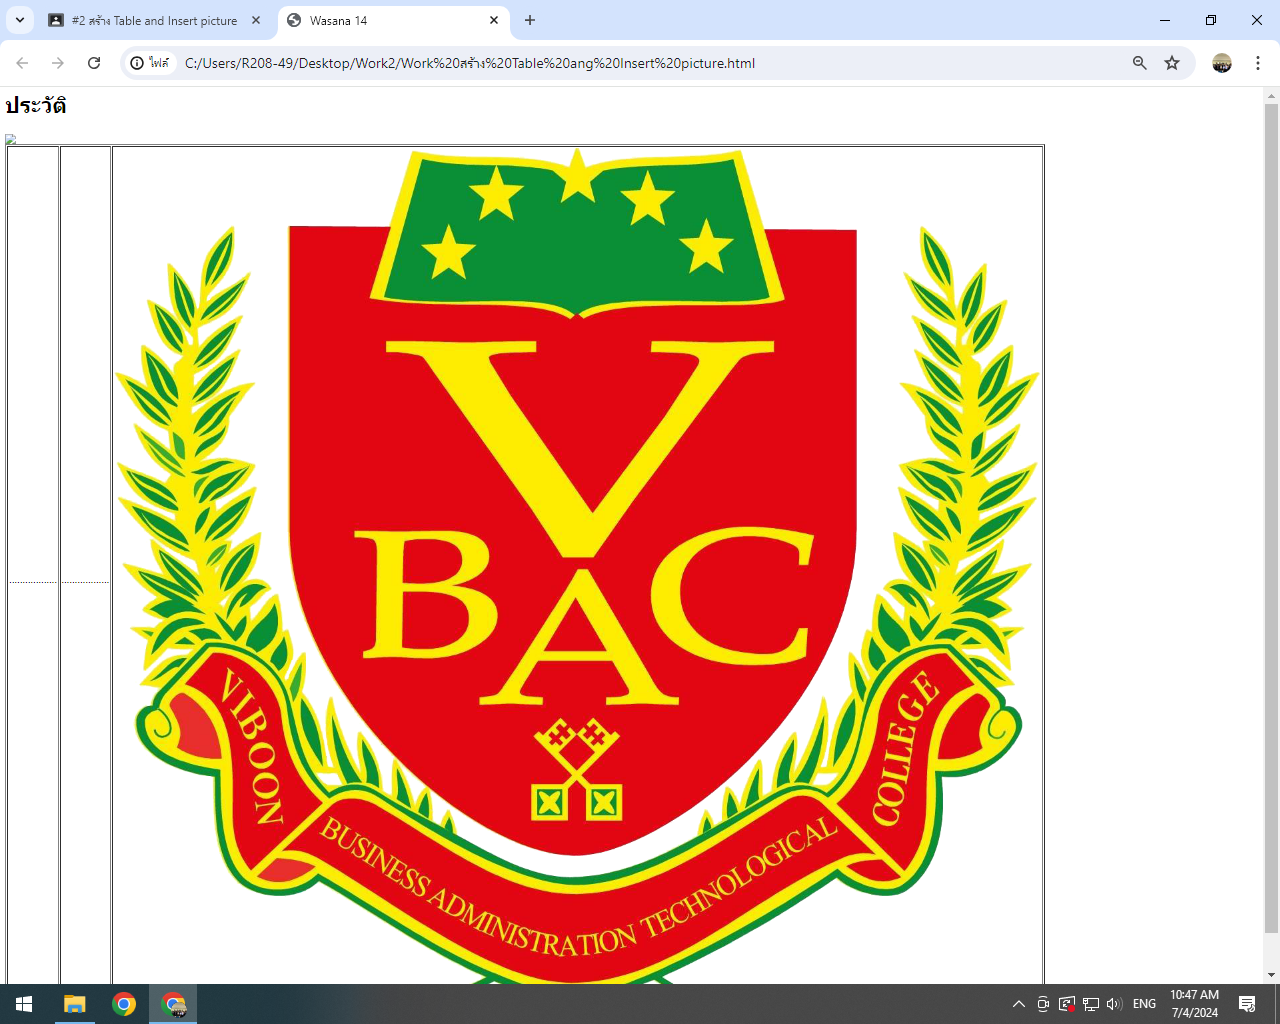 #2 สร้าง Table and Insert picture
Wasana 14
ไฟล์
C:/Users/R208-49/Desktop/Work2/Work%20สร้าง%20Table%20ang%20Insert%20picture.html
ประวัติ
V
B A C
VIBOON
BUSINESS ADMINISTRATION TECHNOLOGICAL
COLLEGE
ENG
10:47 AM
7/4/2024